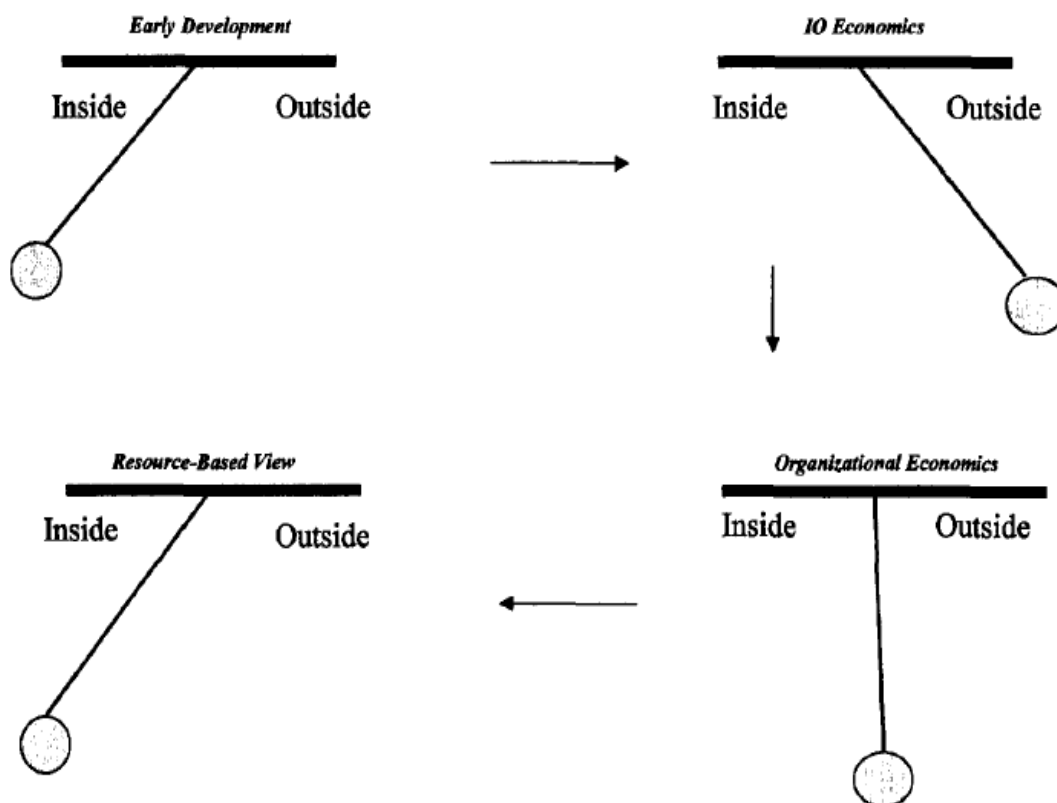 Early Development
IO Economics
Inside
Outside
Inside
Outside
Resource-Based View
Organizational Economics
Inside
Outside
Inside
Outside